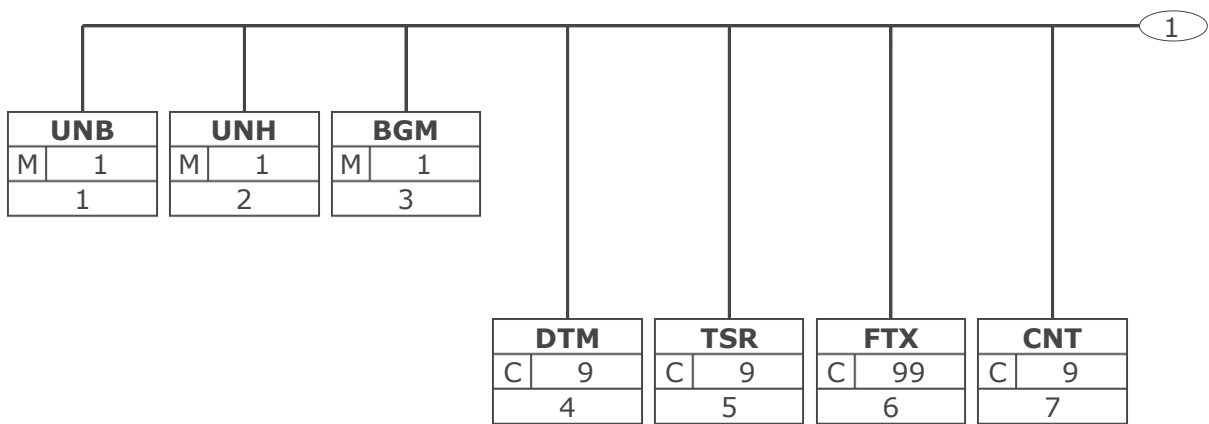 1
UNB UNH BGM
M 1 M 1 M 1
1 2 3
DTM TSR FTX CNT
C 9 C 9 C 99 C 9
4 5 6 7